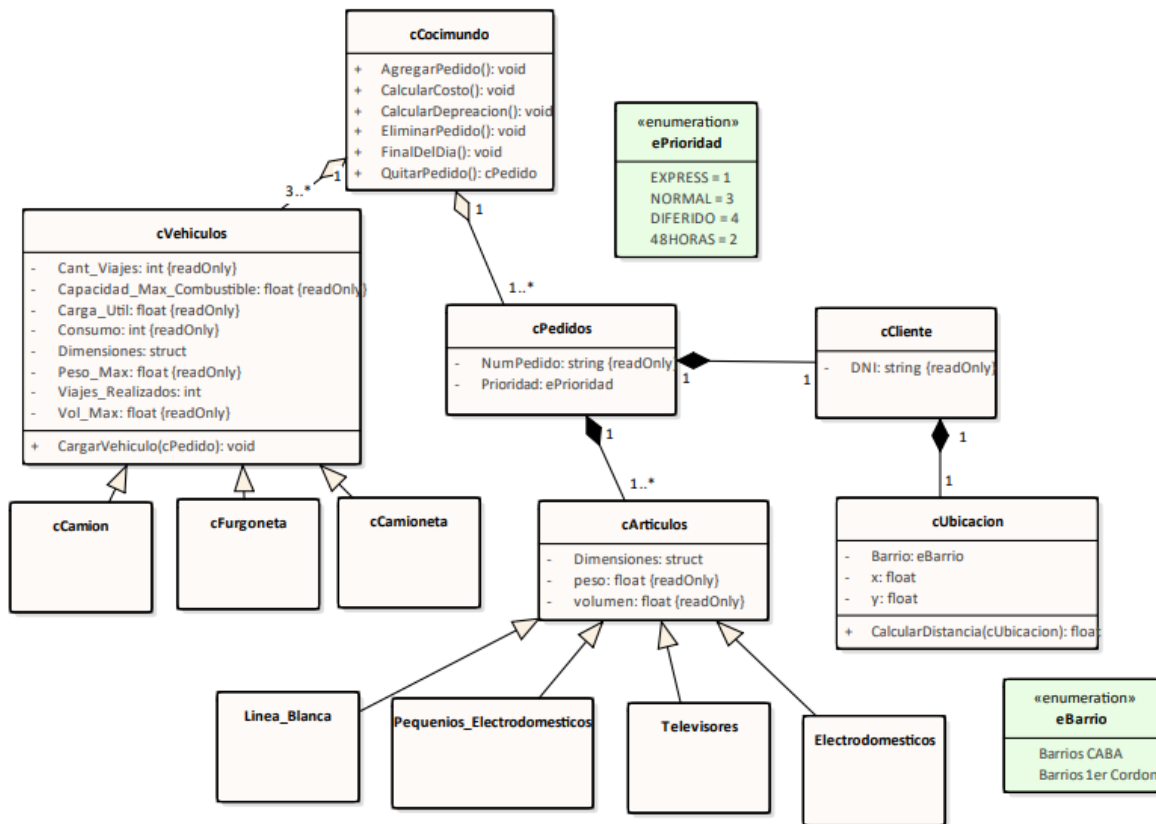 cCocimundo
+ AgregarPedido(): void
+ CalcularCosto(): void
+ CalcularDepreacion(): void
+ EliminarPedido(): void
+ FinalDelDia(): void
+ QuitarPedido(): cPedido
1
3..*
1
1..*
«enumeration»
ePrioridad
EXPRESS = 1
NORMAL = 3
DIFERIDO = 4
48HORAS = 2
cVehiculos
- Cant_Viajes: int {readOnly}
- Capacidad_Max_Combustible: float {readOnly}
- Carga_Util: float {readOnly}
- Consumo: int {readOnly}
- Dimensiones: struct
- Peso_Max: float {readOnly}
- Viajes_Realizados: int
- Vol_Max: float {readOnly}
+ CargarVehiculo(cPedido): void
cPedidos
- NumPedido: string {readOnly}
- Prioridad: ePrioridad
1
1
cCliente
- DNI: string {readOnly}
1
1
1
1..*
cCamion
cFurgoneta
cCamioneta
cArticulos
- Dimensiones: struct
- peso: float {readOnly}
- volumen: float {readOnly}
cUbicacion
- Barrio: eBarrio
- x: float
- y: float
+ CalcularDistancia(cUbicacion): float
Linea_Blanca
Pequenios_Electrodomesticos
Televisores
Electrodomesticos
«enumeration»
eBarrio
Barrios CABA
Barrios 1er Cordon